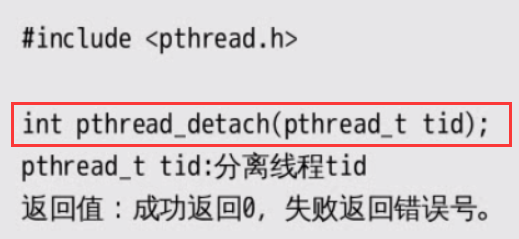 #include <pthread.h>
int pthread_detach(pthread_t tid);
pthread_t tid:分离线程tid
返回值：成功返回0, 失败返回错误号。